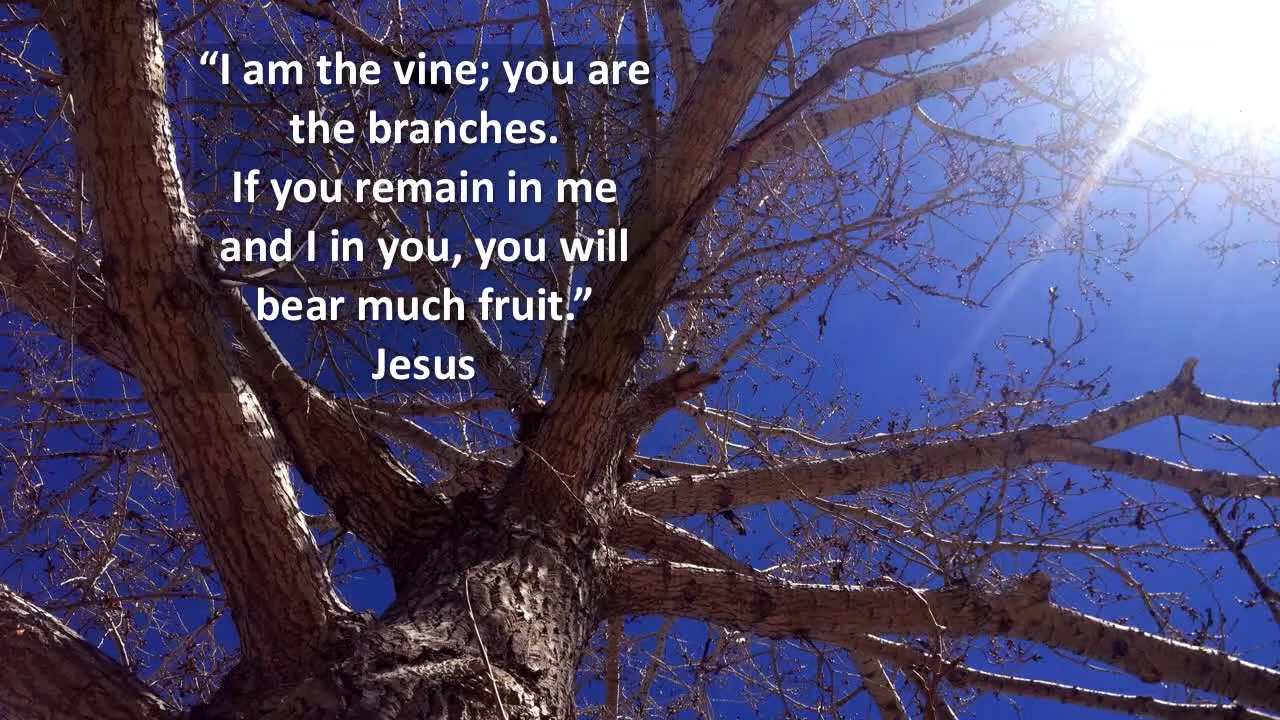 “I am the vine; you are
the branches.
If you remain in me
and I in you, you will
bear much fruit.”
Jesus